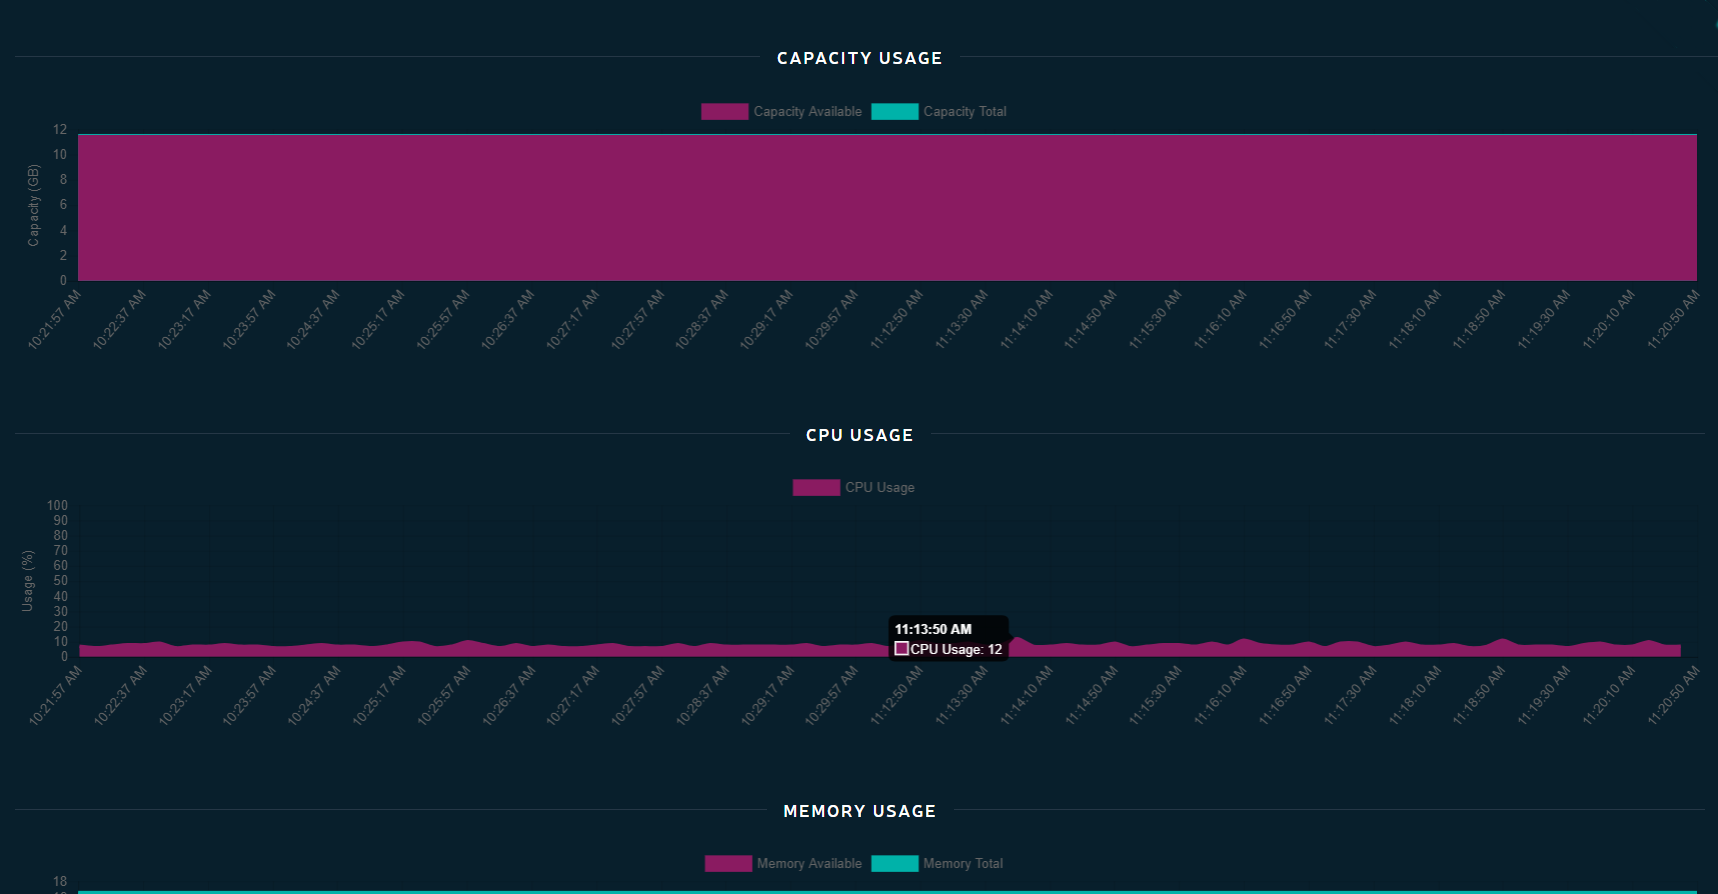 CAPACITY USAGE
Capacity Available Capacity Total
Capacity (GB)
12
10
8
6
4
2
0
10:21:57 AM 10:22:37 AM 10:23:17 AM 10:23:57 AM 10:24:37 AM 10:25:17 AM 10:25:57 AM 10:26:37 AM 10:27:17 AM 10:27:57 AM 10:28:37 AM 10:29:17 AM 10:29:57 AM 11:12:50 AM 11:13:30 AM 11:14:10 AM 11:14:50 AM 11:15:30 AM 11:16:10 AM 11:16:50 AM 11:17:30 AM 11:18:10 AM 11:18:50 AM 11:19:30 AM 11:20:10 AM 11:20:50 AM
CPU USAGE
CPU Usage
Usage (%)
100
90
80
70
60
50
40
30
20
10
0
11:13:50 AM
CPU Usage: 12
10:21:57 AM 10:22:37 AM 10:23:17 AM 10:23:57 AM 10:24:37 AM 10:25:17 AM 10:25:57 AM 10:26:37 AM 10:27:17 AM 10:27:57 AM 10:28:37 AM 10:29:17 AM 10:29:57 AM 11:12:50 AM 11:13:30 AM 11:14:10 AM 11:14:50 AM 11:15:30 AM 11:16:10 AM 11:16:50 AM 11:17:30 AM 11:18:10 AM 11:18:50 AM 11:19:30 AM 11:20:10 AM 11:20:50 AM
MEMORY USAGE
Memory Available Memory Total
18